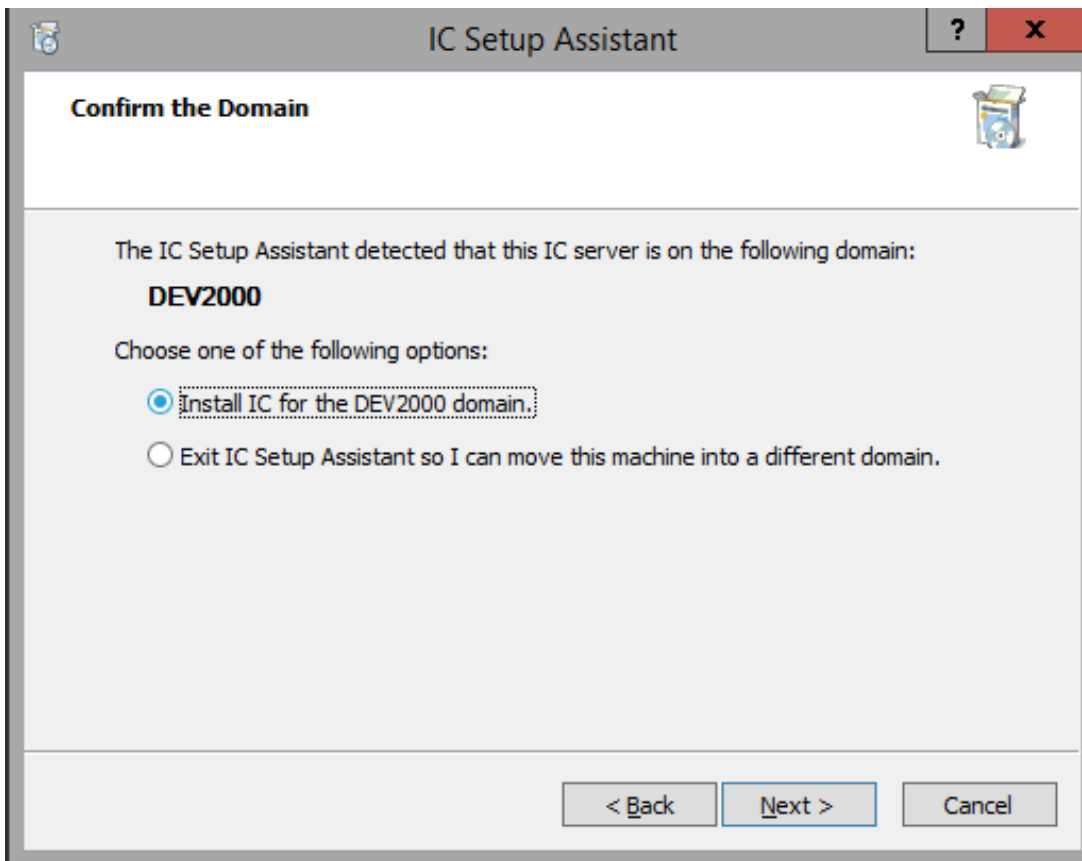 IC Setup Assistant
?
x
Confirm the Domain
The IC Setup Assistant detected that this IC server is on the following domain:
DEV2000
Choose one of the following options:
Install IC for the DEV2000 domain.
Exit IC Setup Assistant so I can move this machine into a different domain.
< Back
Next >
Cancel